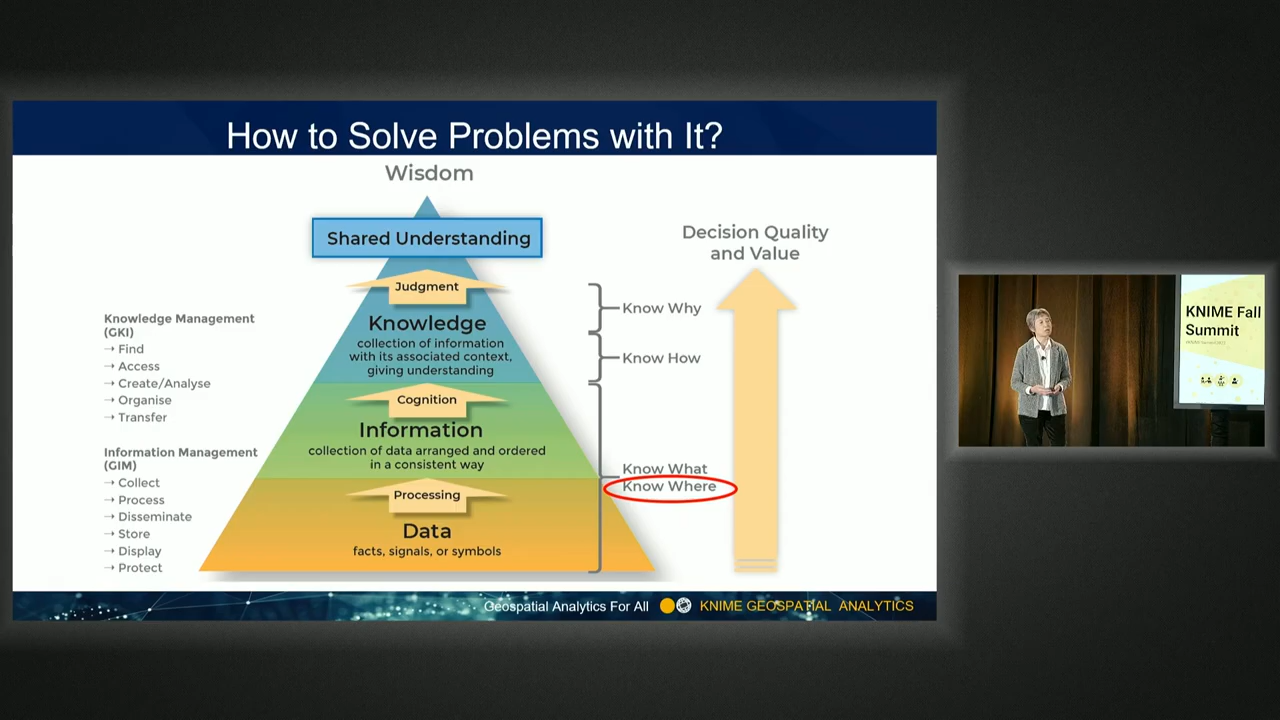 How to Solve Problems with It?
Wisdom
Shared Understanding
Judgment
Knowledge
collection of information
with its associated context,
giving understanding
Cognition
Information
collection of data arranged and ordered
in a consistent way
Processing
Data
facts, signals, or symbols
Knowledge Management
(GKI)
→ Find
→ Access
→ Create/Analyse
→ Organise
→ Transfer
Information Management
(GIM)
→ Collect
→ Process
→ Disseminate
→ Store
→ Display
→ Protect
Know Why
Know How
Know What
Know Where
Decision Quality
and Value
Geospatial Analytics For All
KNIME GEOSPATIAL ANALYTICS
KNIME Fall
Summit